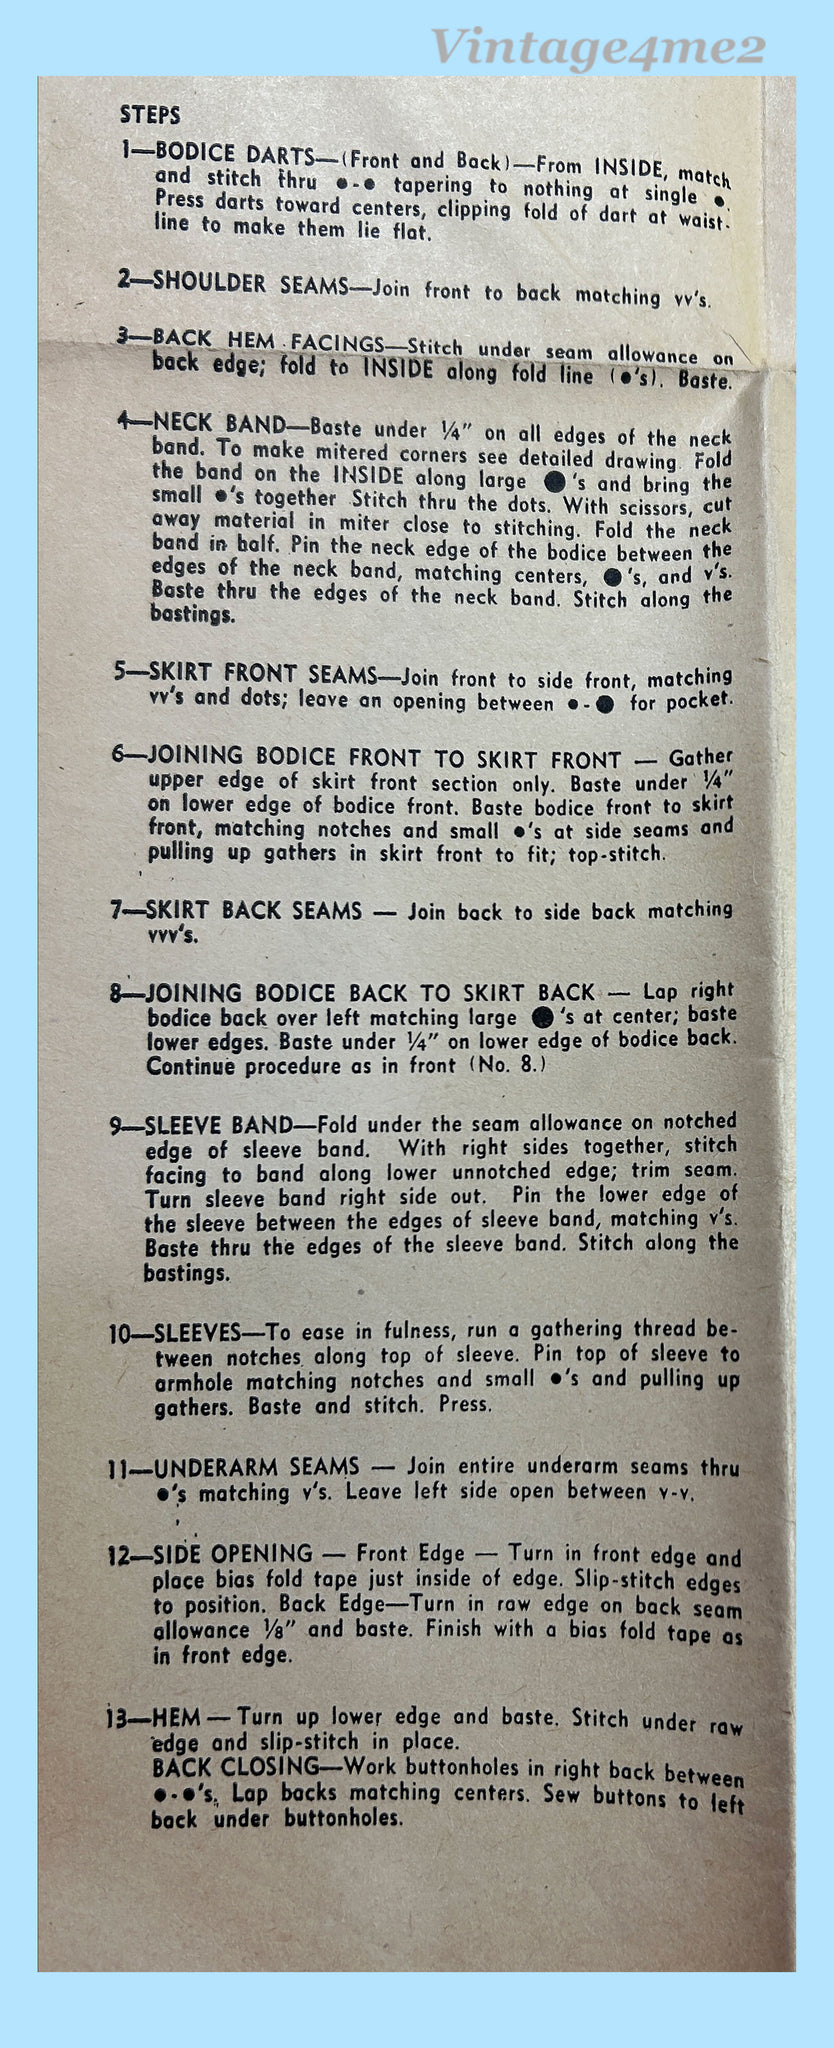 Vintage4me2
STEPS
1—BODICE DARTS—(Front and Back)—From INSIDE, match
and stitch thru ●-● tapering to nothing at single ●.
Press darts toward centers, clipping fold of dart at waist-
line to make them lie flat.
2—SHOULDER SEAMS—Join front to back matching vv's.
3—BACK HEM FACINGS—Stitch under seam allowance on
back edge; fold to INSIDE along fold line (●'s). Baste.
4—NECK BAND—Baste under ¼" on all edges of the neck
band. To make mitered corners see detailed drawing. Fold
the band on the INSIDE along large ●'s and bring the
small ●'s together Stitch thru the dots. With scissors, cut
away material in miter close to stitching. Fold the neck
band in half. Pin the neck edge of the bodice between the
edges of the neck band, matching centers, ●'s, and v's.
Baste thru the edges of the neck band. Stitch along the
bastings.
5—SKIRT FRONT SEAMS—Join front to side front, matching
vv's and dots; leave an opening between ●-● for pocket.
6—JOINING BODICE FRONT TO SKIRT FRONT — Gather
upper edge of skirt front section only. Baste under ¼"
on lower edge of bodice front. Baste bodice front to skirt
front, matching notches and small ●'s at side seams and
pulling up gathers in skirt front to fit; top-stitch.
7—SKIRT BACK SEAMS — Join back to side back matching
vvv's.
8—JOINING BODICE BACK TO SKIRT BACK — Lap right
bodice back over left matching large ●'s at center; baste
lower edges. Baste under ¼" on lower edge of bodice back.
Continue procedure as in front (No. 8.)
9—SLEEVE BAND—Fold under the seam allowance on notched
edge of sleeve band. With right sides together, stitch
facing to band along lower unnotched edge; trim seam.
Turn sleeve band right side out. Pin the lower edge of
the sleeve between the edges of sleeve band, matching v's.
Baste thru the edges of the sleeve band. Stitch along the
bastings.
10—SLEEVES—To ease in fulness, run a gathering thread be-
tween notches along top of sleeve. Pin top of sleeve to
armhole matching notches and small ●'s and pulling up
gathers. Baste and stitch. Press.
11—UNDERARM SEAMS — Join entire underarm seams thru
●'s matching v's. Leave left side open between v-v.
12—SIDE OPENING — Front Edge — Turn in front edge and
place bias fold tape just inside of edge. Slip-stitch edges
to position. Back Edge—Turn in raw edge on back seam
allowance ⅛" and baste. Finish with a bias fold tape as
in front edge.
13—HEM — Turn up lower edge and baste. Stitch under raw
edge and slip-stitch in place.
BACK CLOSING—Work buttonholes in right back between
●-●'s. Lap backs matching centers. Sew buttons to left
back under buttonholes.